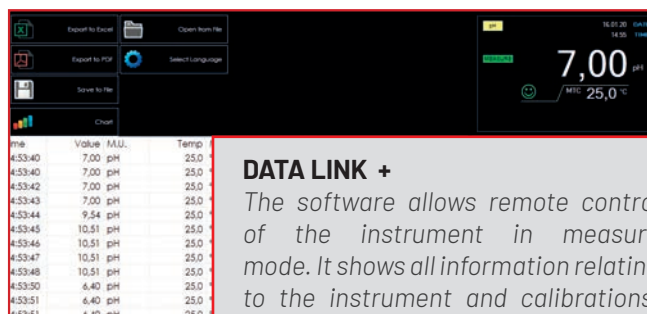 Export to Excel
Open from File
Export to PDF
Select Language
Save to File
Chart
pH
16.01.20 DATE
14:55 TIME
MEASURE
7,00 pH
MTC 25,0 °C
me Value M.U. Temp
4:53:40 7,00 pH 25,0
4:53:40 7,00 pH 25,0
4:53:42 7,00 pH 25,0
4:53:43 7,00 pH 25,0
4:53:44 9,54 pH 25,0
4:53:45 10,51 pH 25,0
4:53:46 10,51 pH 25,0
4:53:47 10,51 pH 25,0
4:53:48 10,51 pH 25,0
4:53:50 6,40 pH 25,0
4:53:51 6,40 pH 25,0
DATA LINK +
The software allows remote contro
of the instrument in measur
mode. It shows all information relatin
to the instrument and calibrations